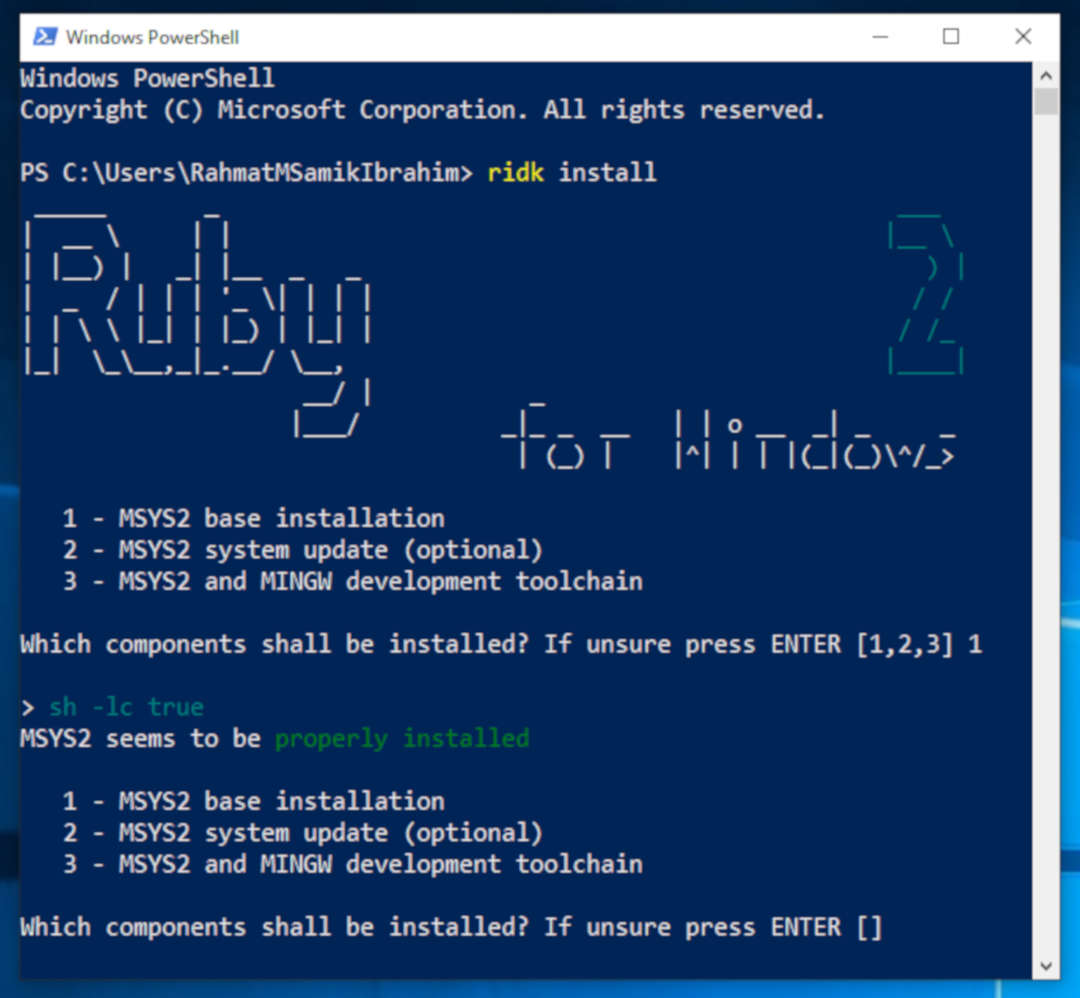 Windows PowerShell
Windows PowerShell
Copyright (C) Microsoft Corporation. All rights reserved.
PS C:\Users\RahmatMSamikIbrahim> ridk install
Ruby 2
for Windows
1 - MSYS2 base installation
2 - MSYS2 system update (optional)
3 - MSYS2 and MINGW development toolchain
Which components shall be installed? If unsure press ENTER [1,2,3] 1
> sh -lc true
MSYS2 seems to be properly installed
1 - MSYS2 base installation
2 - MSYS2 system update (optional)
3 - MSYS2 and MINGW development toolchain
Which components shall be installed? If unsure press ENTER []